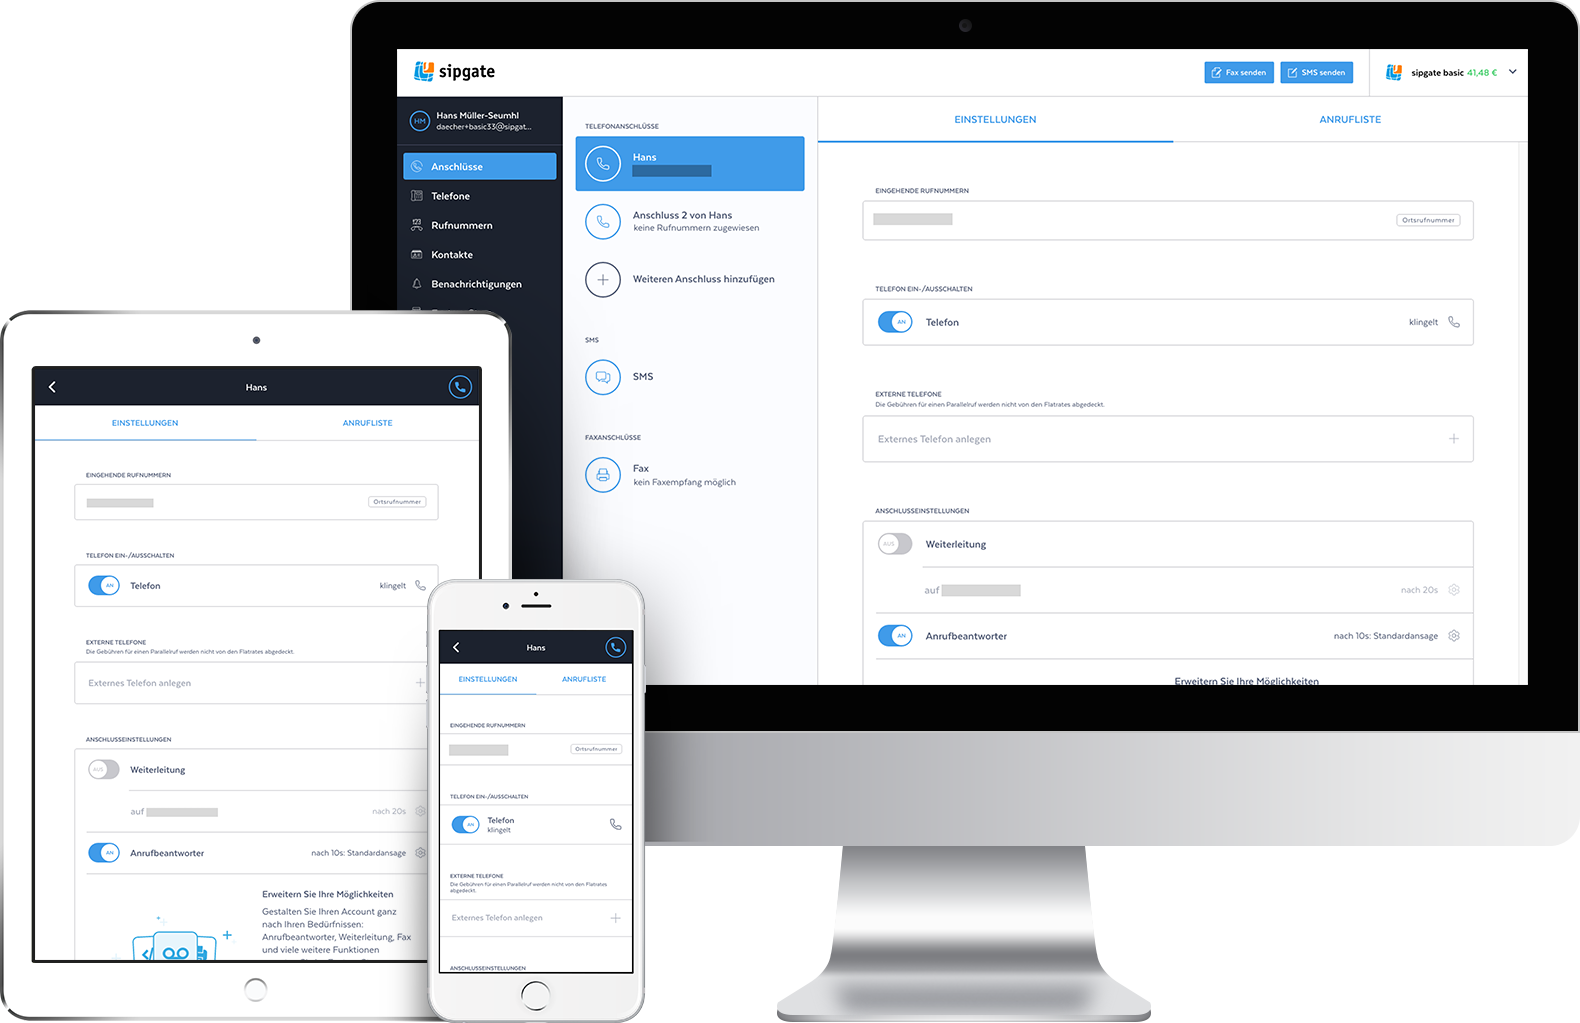 sipgate
Fax senden
SMS senden
sipgate basic 41,48 €
HM
Hans Müller-Seumhl
daecher+basic33@sipgat...
Anschlüsse
Telefone
Rufnummern
Kontakte
Benachrichtigungen
TELEFONANSCHLÜSSE
Hans
Anschluss 2 von Hans
keine Rufnummern zugewiesen
Weiteren Anschluss hinzufügen
SMS
SMS
FAXANSCHLÜSSE
Fax
kein Faxempfang möglich
EINSTELLUNGEN
ANRUFLISTE
EINGEHENDE RUFNUMMERN
Ortsrufnummer
TELEFON EIN-/AUSSCHALTEN
AN
Telefon
klingelt
EXTERNE TELEFONE
Die Gebühren für einen Parallelruf werden nicht von den Flatrates abgedeckt.
Externes Telefon anlegen
ANSCHLUSSEINSTELLUNGEN
AUS
Weiterleitung
auf
nach 20s
AN
Anrufbeantworter
nach 10s: Standardansage
Erweitern Sie Ihre Möglichkeiten
Hans
EINSTELLUNGEN
ANRUFLISTE
EINGEHENDE RUFNUMMERN
Ortsrufnummer
TELEFON EIN-/AUSSCHALTEN
AN
Telefon
klingelt
EXTERNE TELEFONE
Die Gebühren für einen Parallelruf werden nicht von den Flatrates abgedeckt.
Externes Telefon anlegen
ANSCHLUSSEINSTELLUNGEN
AUS
Weiterleitung
auf
nach 20s
AN
Anrufbeantworter
nach 10s: Standardansage
Erweitern Sie Ihre Möglichkeiten
Gestalten Sie Ihren Account ganz
nach Ihren Bedürfnissen:
Anrufbeantworter, Weiterleitung, Fax
und viele weitere Funktionen
Hans
EINSTELLUNGEN
ANRUFLISTE
EINGEHENDE RUFNUMMERN
Ortsrufnummer
TELEFON EIN-/AUSSCHALTEN
AN
Telefon
klingelt
EXTERNE TELEFONE
Die Gebühren für einen Parallelruf werden nicht von den Flatrates
abgedeckt.
Externes Telefon anlegen
ANSCHLUSSEINSTELLUNGEN